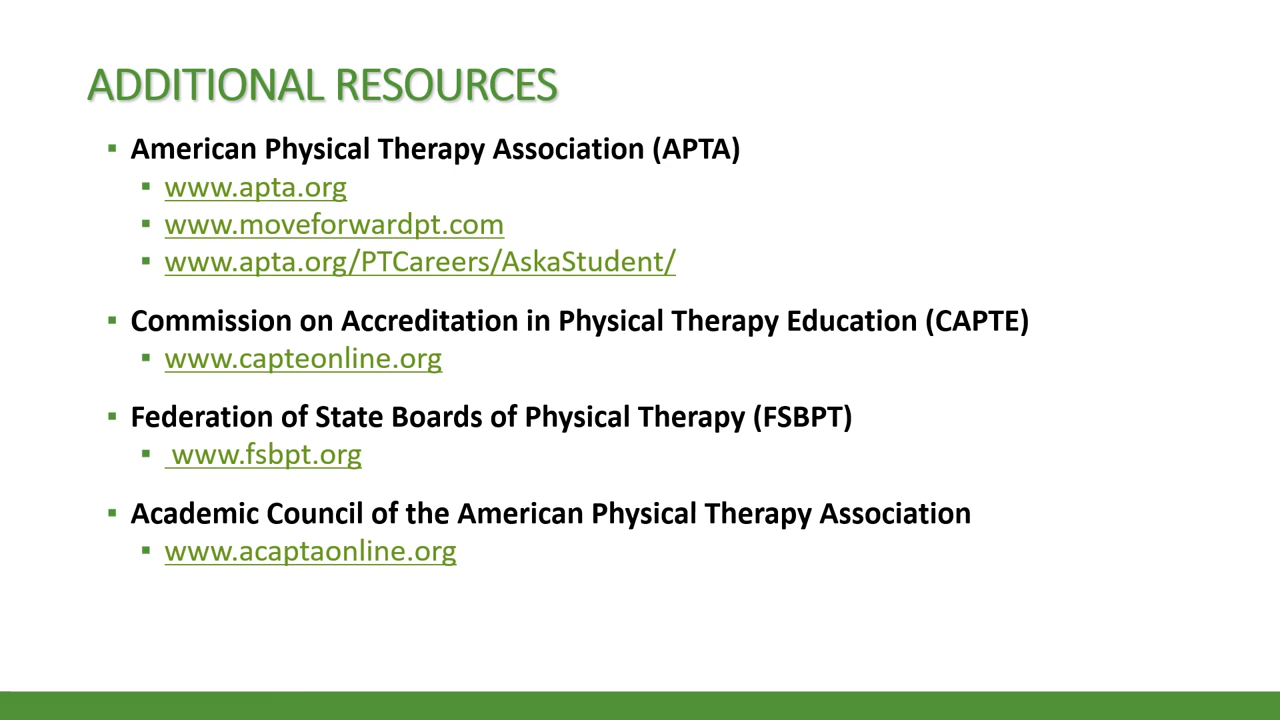 ADDITIONAL RESOURCES
▪ American Physical Therapy Association (APTA)
▪ www.apta.org
▪ www.moveforwardpt.com
▪ www.apta.org/PTCareers/AskaStudent/
▪ Commission on Accreditation in Physical Therapy Education (CAPTE)
▪ www.capteonline.org
▪ Federation of State Boards of Physical Therapy (FSBPT)
▪ www.fsbpt.org
▪ Academic Council of the American Physical Therapy Association
▪ www.acaptaonline.org